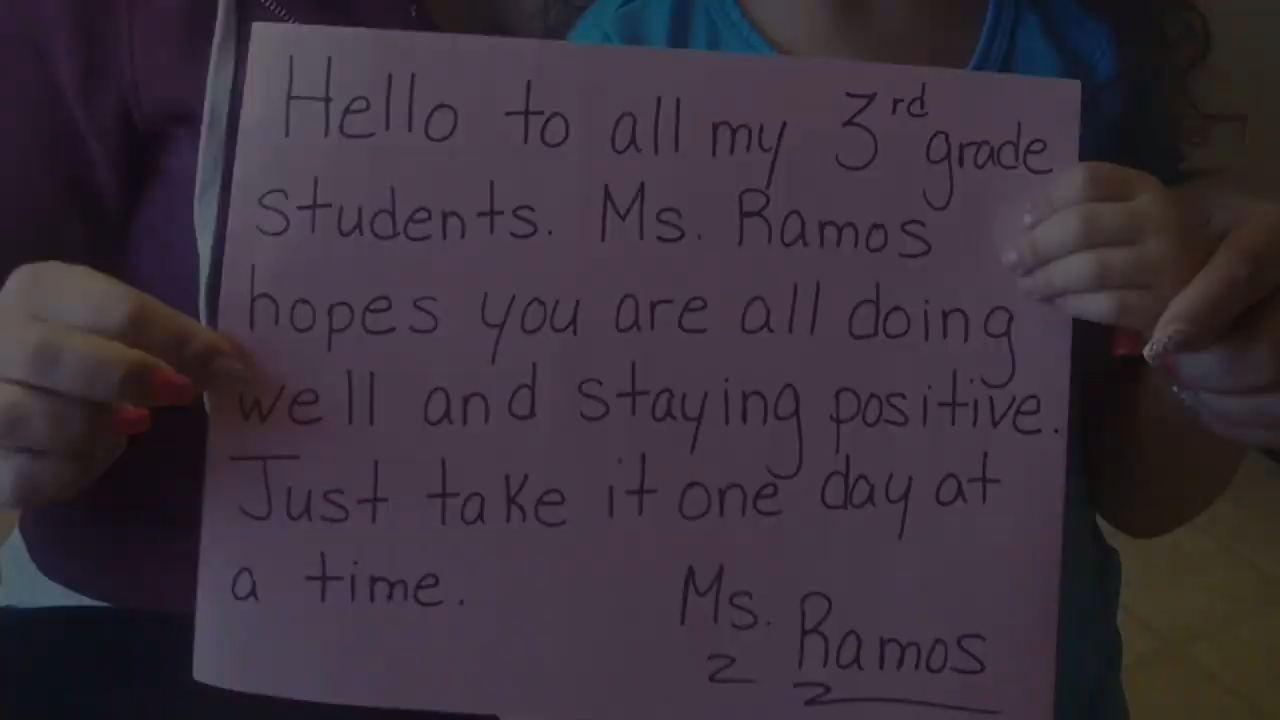 Hello to all my 3rd grade
students. Ms. Ramos
hopes you are all doing
well and staying positive.
Just take it one day at
a time.
Ms. Ramos